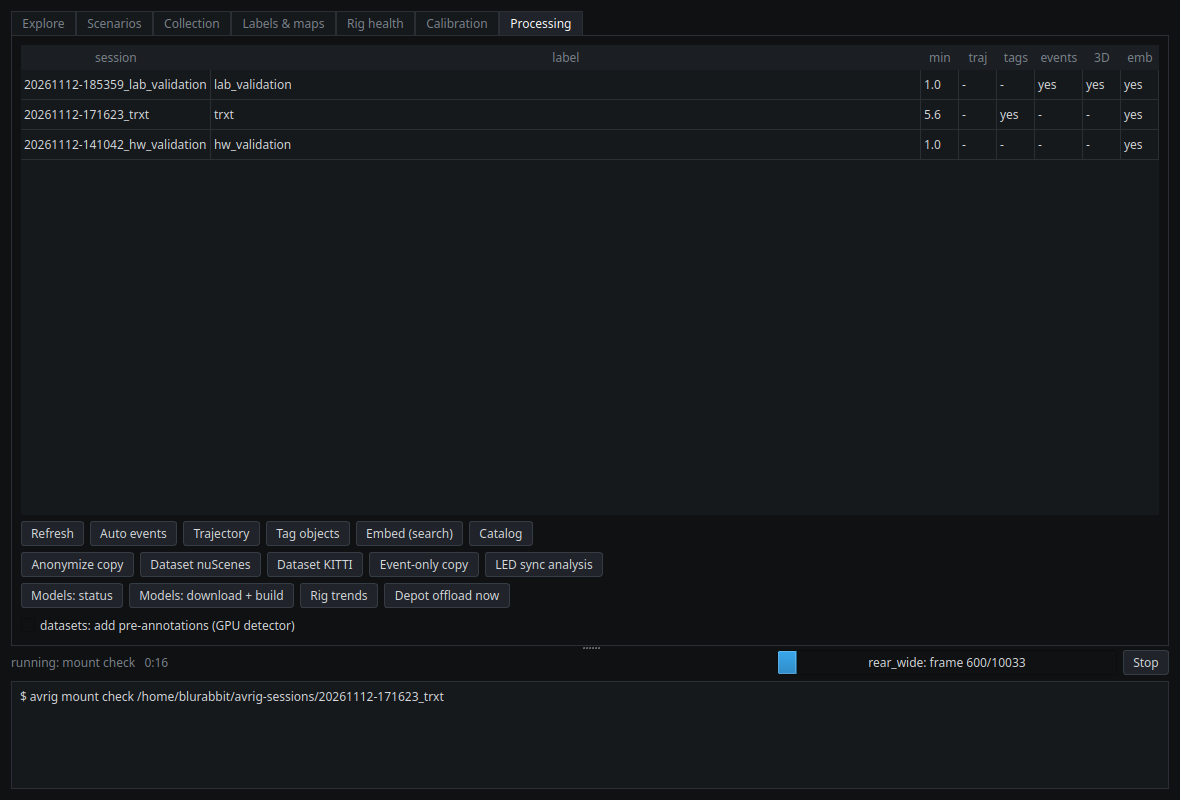 Explore Scenarios Collection Labels & maps Rig health Calibration Processing
session label min traj tags events 3D emb
20261112-185359_lab_validation lab_validation 1.0 - - yes yes yes
20261112-171623_trxt trxt 5.6 - yes - - yes
20261112-141042_hw_validation hw_validation 1.0 - - - - yes
Refresh Auto events Trajectory Tag objects Embed (search) Catalog
Anonymize copy Dataset nuScenes Dataset KITTI Event-only copy LED sync analysis
Models: status Models: download + build Rig trends Depot offload now
datasets: add pre-annotations (GPU detector)
running: mount check 0:16 rear_wide: frame 600/10033 Stop
$ avrig mount check /home/blurabbit/avrig-sessions/20261112-171623_trxt